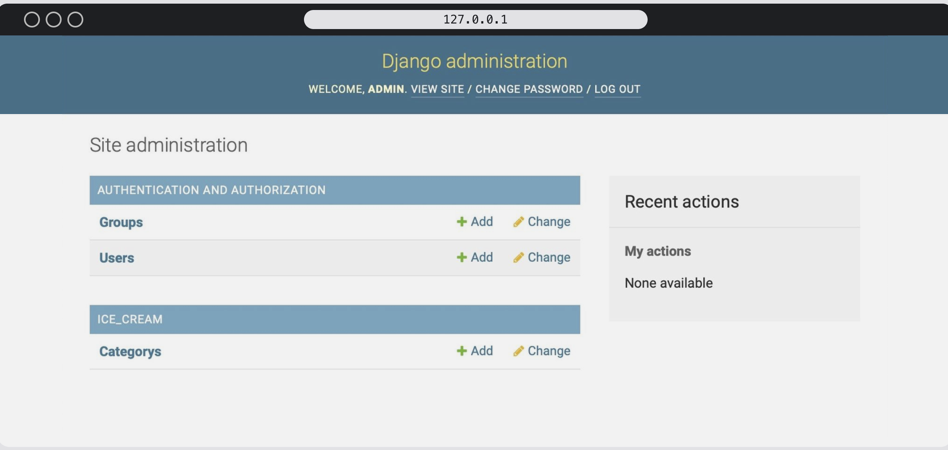 127.0.0.1
Django administration
WELCOME, ADMIN. VIEW SITE / CHANGE PASSWORD / LOG OUT
Site administration
AUTHENTICATION AND AUTHORIZATION
Groups Add Change
Users Add Change
ICE_CREAM
Categorys Add Change
Recent actions
My actions
None available